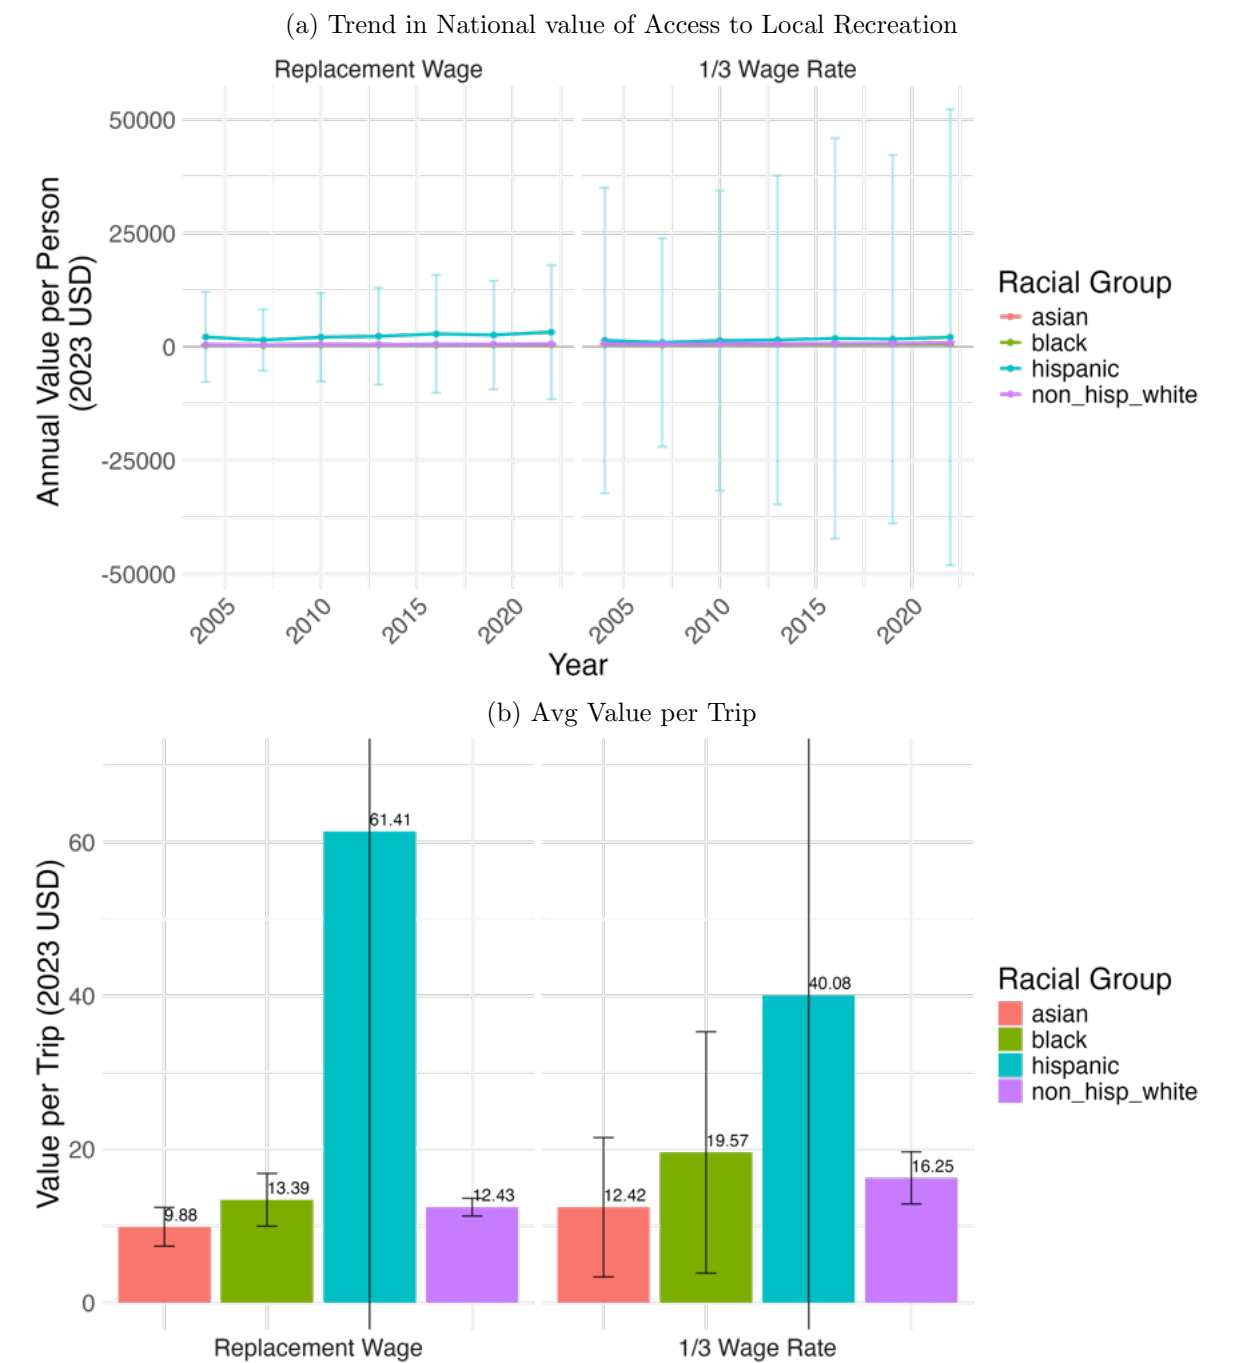 (a) Trend in National value of Access to Local Recreation
Replacement Wage
1/3 Wage Rate
50000
25000
0
-25000
-50000
Annual Value per Person
(2023 USD)
2005
2010
2015
2020
2005
2010
2015
2020
Year
Racial Group
asian
black
hispanic
non_hisp_white
(b) Avg Value per Trip
Value per Trip (2023 USD)
60
40
20
0
9.88
13.39
61.41
12.43
12.42
19.57
40.08
16.25
Replacement Wage
1/3 Wage Rate
Racial Group
asian
black
hispanic
non_hisp_white